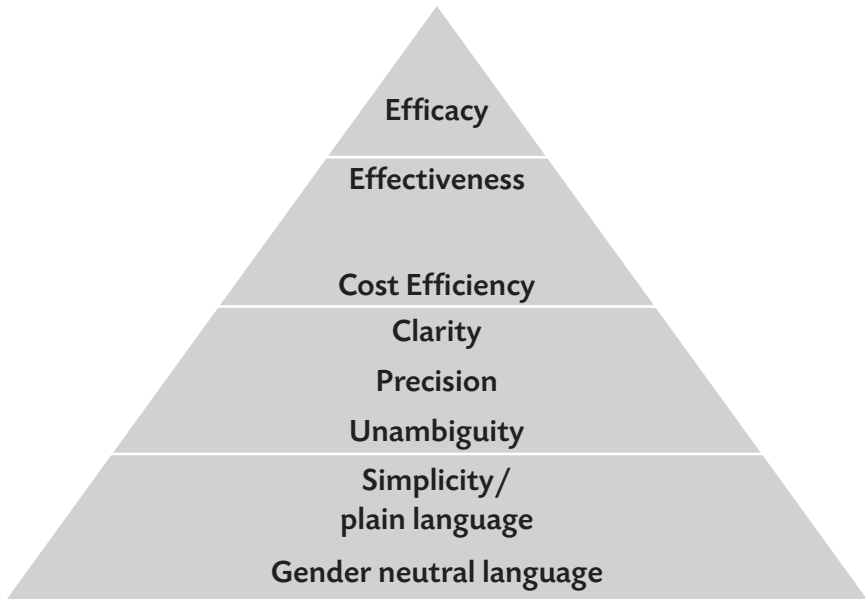 Efficacy
Effectiveness
Cost Efficiency
Clarity
Precision
Unambiguity
Simplicity/
plain language
Gender neutral language